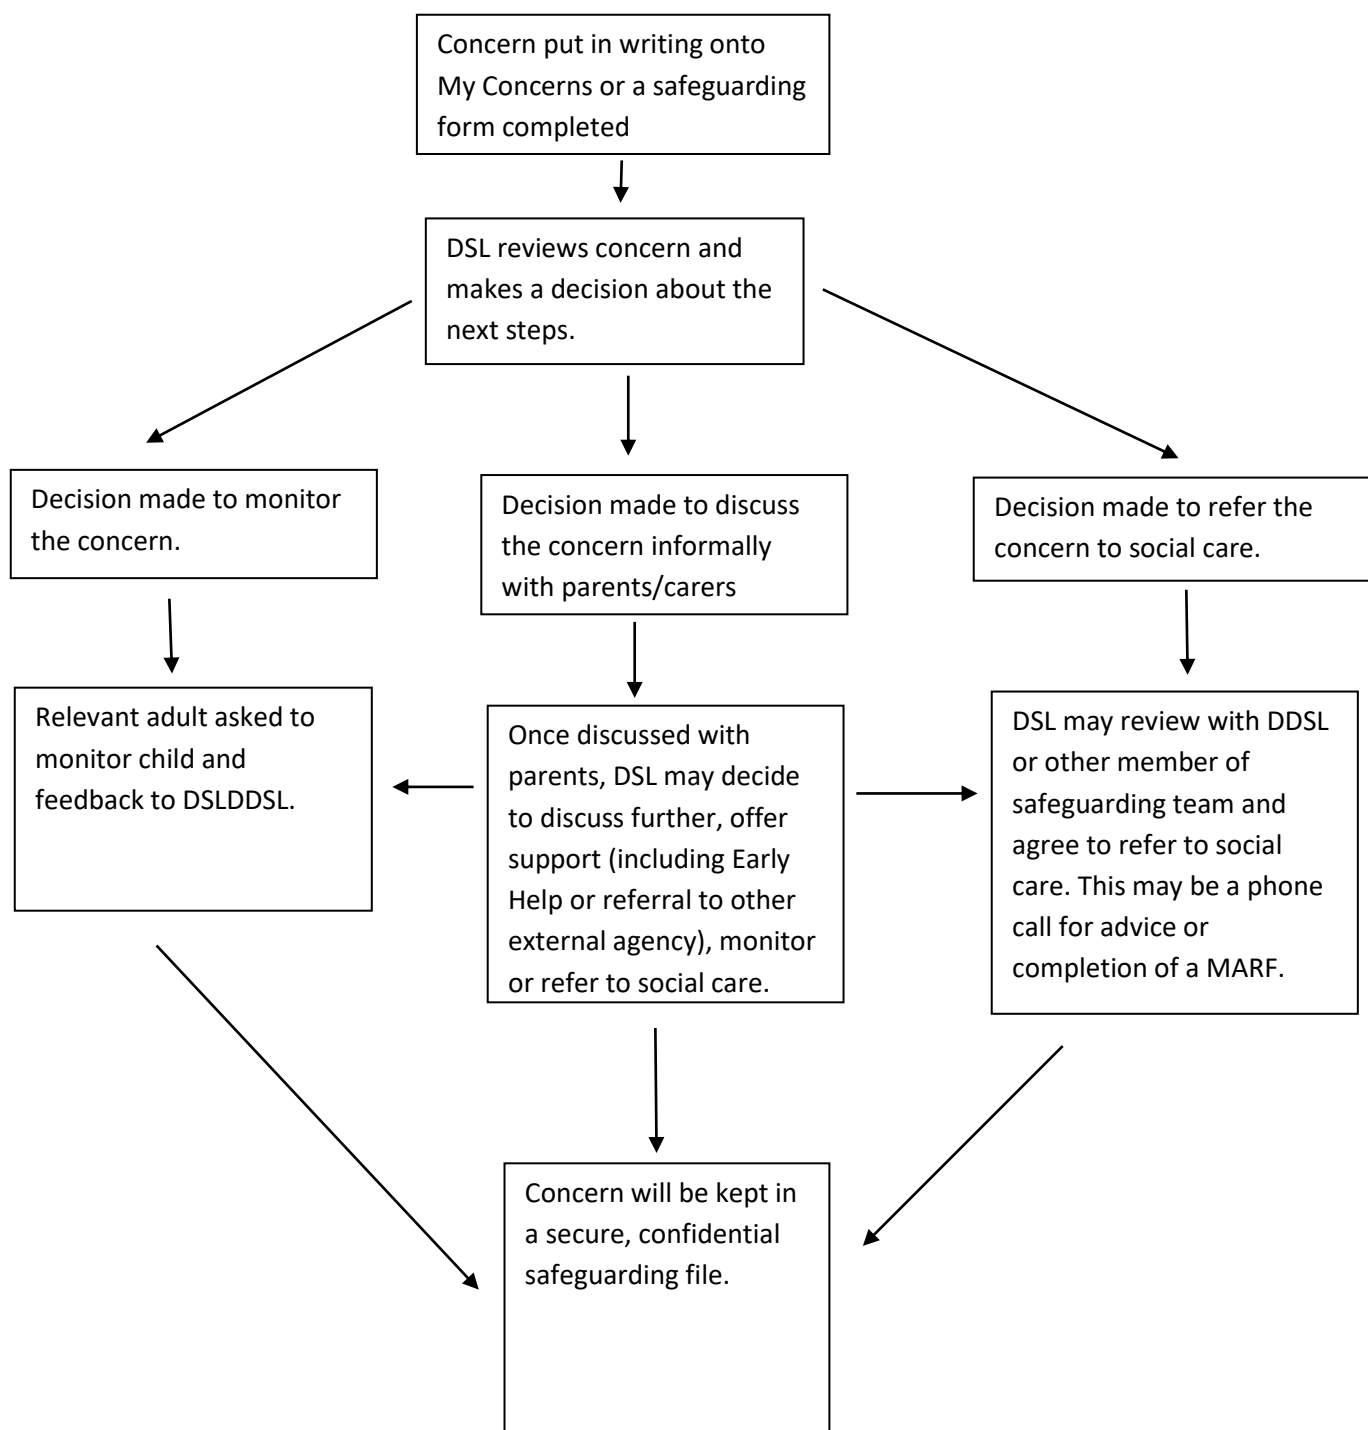 Concern put in writing onto
My Concerns or a safeguarding
form completed
DSL reviews concern and
makes a decision about the
next steps.
Decision made to monitor
the concern.
Decision made to discuss
the concern informally
with parents/carers
Decision made to refer the
concern to social care.
Relevant adult asked to
monitor child and
feedback to DSLDDSL.
Once discussed with
parents, DSL may decide
to discuss further, offer
support (including Early
Help or referral to other
external agency), monitor
or refer to social care.
DSL may review with DDSL
or other member of
safeguarding team and
agree to refer to social
care. This may be a phone
call for advice or
completion of a MARF.
Concern will be kept in
a secure, confidential
safeguarding file.